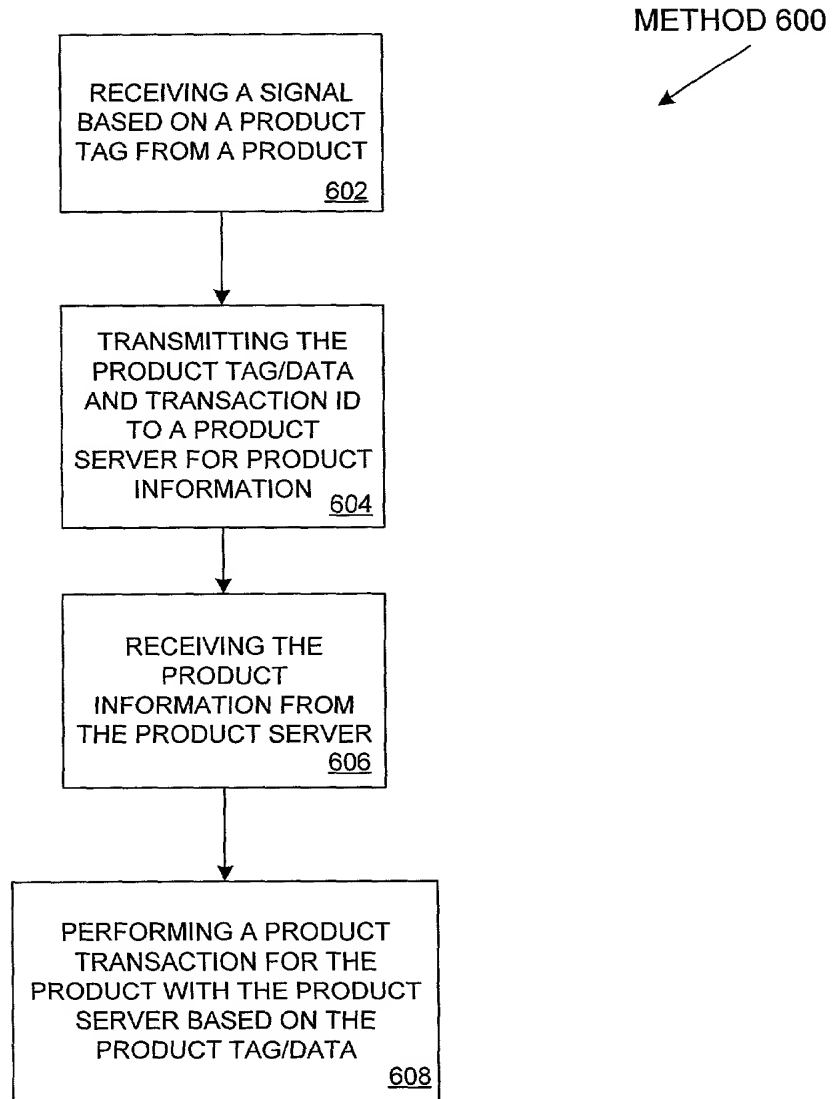 METHOD 600
RECEIVING A SIGNAL
BASED ON A PRODUCT
TAG FROM A PRODUCT
602
TRANSMITTING THE
PRODUCT TAG/DATA
AND TRANSACTION ID
TO A PRODUCT
SERVER FOR PRODUCT
INFORMATION
604
RECEIVING THE
PRODUCT
INFORMATION FROM
THE PRODUCT SERVER
606
PERFORMING A PRODUCT
TRANSACTION FOR THE
PRODUCT WITH THE PRODUCT
SERVER BASED ON THE
PRODUCT TAG/DATA
608